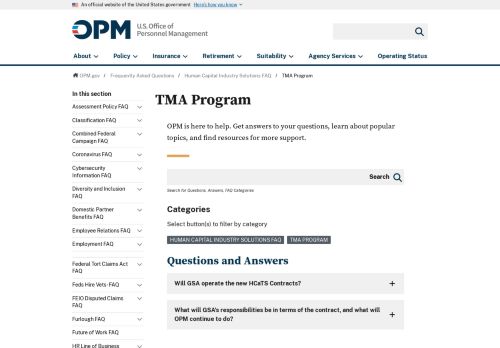 An official website of the United States government Here's how you know
OPM U.S. Office of
Personnel Management
About Policy Insurance Retirement Suitability Agency Services Operating Status
OPM.gov / Frequently Asked Questions / Human Capital Industry Solutions FAQ / TMA Program
In this section
Assessment Policy FAQ
Classification FAQ
Combined Federal
Campaign FAQ
Coronavirus FAQ
Cybersecurity
Information FAQ
Diversity and Inclusion
FAQ
Domestic Partner
Benefits FAQ
Employee Relations FAQ
Employment FAQ
Federal Tort Claims Act
FAQ
Feds Hire Vets- FAQ
FEIO Disputed Claims
FAQ
Furlough FAQ
Future of Work FAQ
HR Line of Business
TMA Program
OPM is here to help. Get answers to your questions, learn about popular
topics, and find resources for more support.
Search
Search for Questions, Answers, FAQ Categories
Categories
Select button(s) to filter by category
HUMAN CAPITAL INDUSTRY SOLUTIONS FAQ TMA PROGRAM
Questions and Answers
Will GSA operate the new HCaTS Contracts?
What will GSA's responsibilities be in terms of the contract, and what will
OPM continue to do?